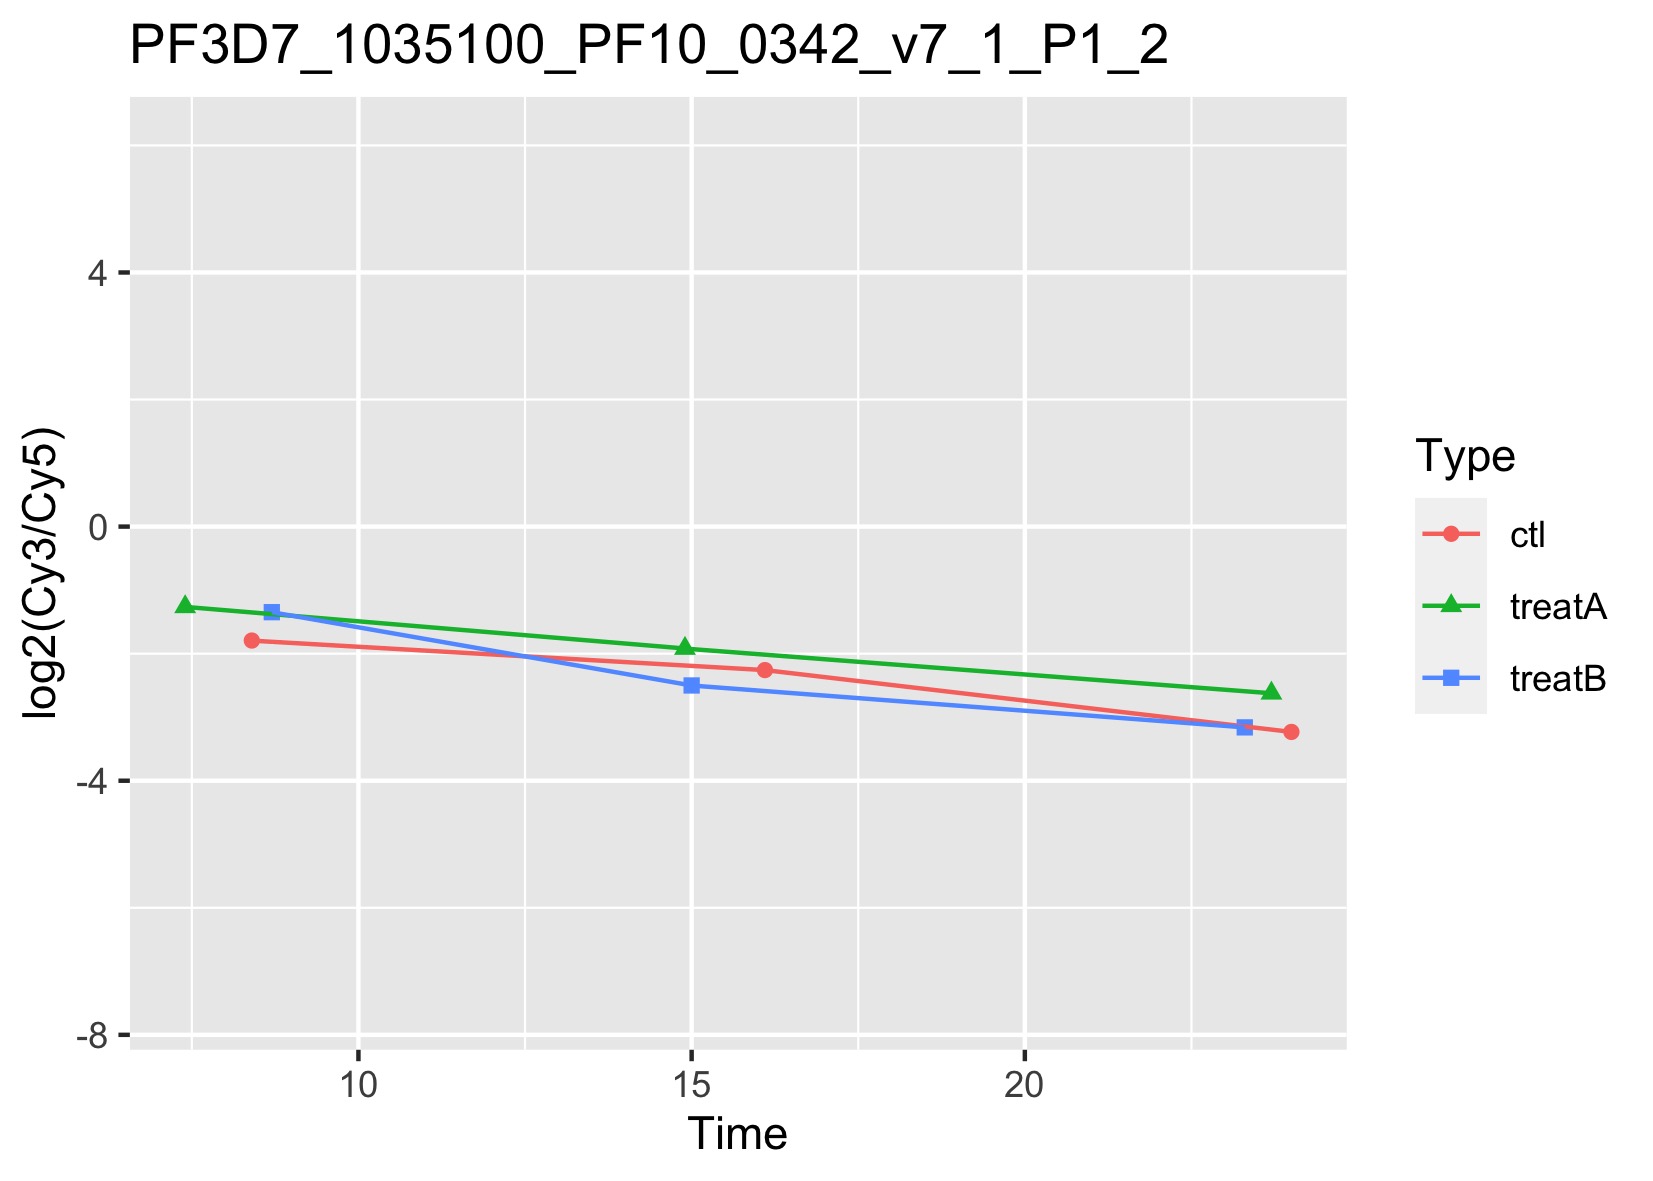 PF3D7_1035100_PF10_0342_v7_1_P1_2
log2(Cy3/Cy5)
4
0
-4
-8
10 15 20
Time
Type
ctl
treatA
treatB